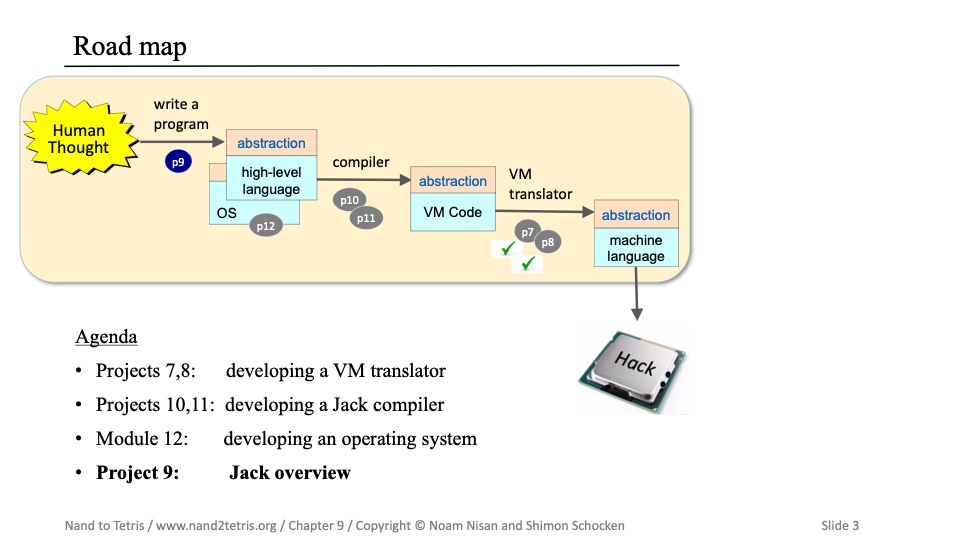 Road map
Human
Thought
write a
program
p9
abstraction
high-level
language
OS
p12
compiler
p10
p11
abstraction
VM Code
VM
translator
p7
p8
abstraction
machine
language
Hack
Agenda
• Projects 7,8: developing a VM translator
• Projects 10,11: developing a Jack compiler
• Module 12: developing an operating system
• Project 9: Jack overview
Nand to Tetris / www.nand2tetris.org / Chapter 9 / Copyright © Noam Nisan and Shimon Schocken
Slide 3